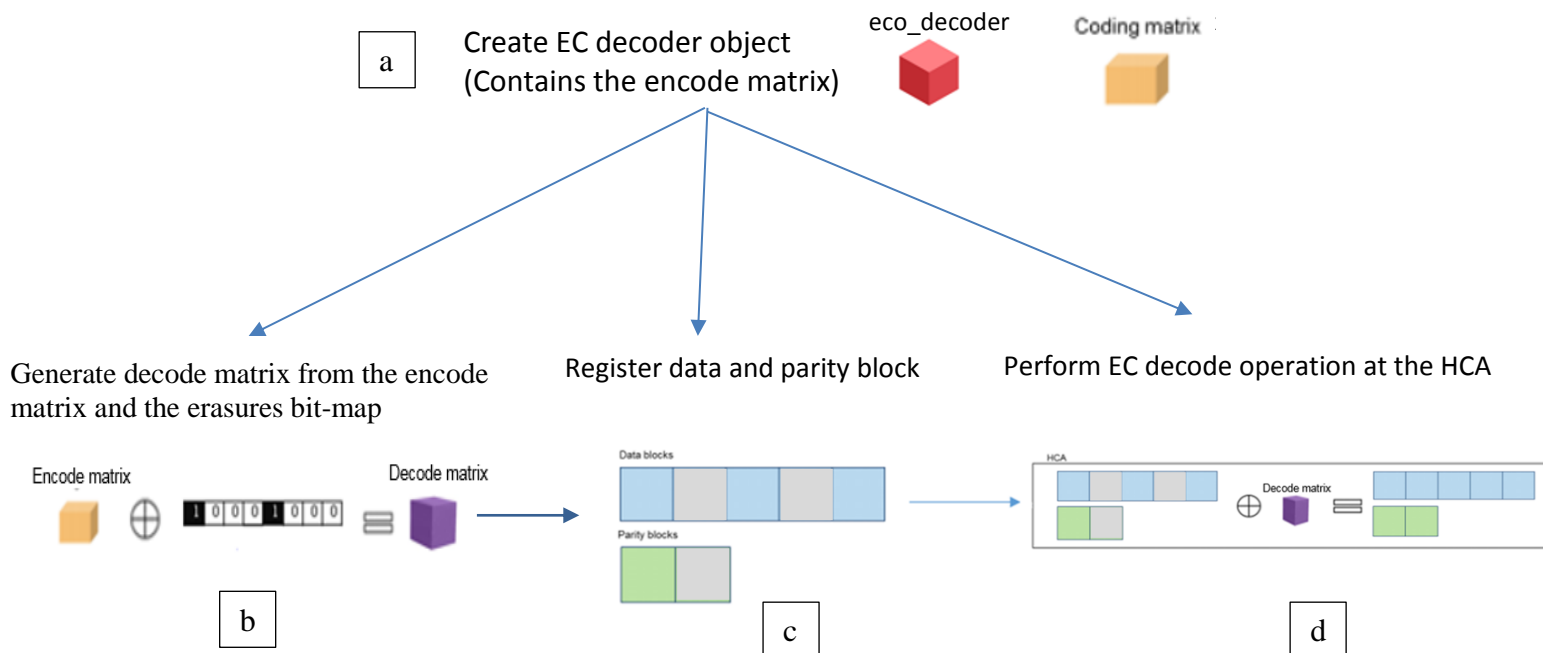 a
Create EC decoder object
(Contains the encode matrix)
eco_decoder
Coding matrix
Generate decode matrix from the encode
matrix and the erasures bit-map
Register data and parity block
Perform EC decode operation at the HCA
Encode matrix
1 0 0 0 1 0 0 0
Decode matrix
Data blocks
Parity blocks
HCA
Decode matrix
b
c
d